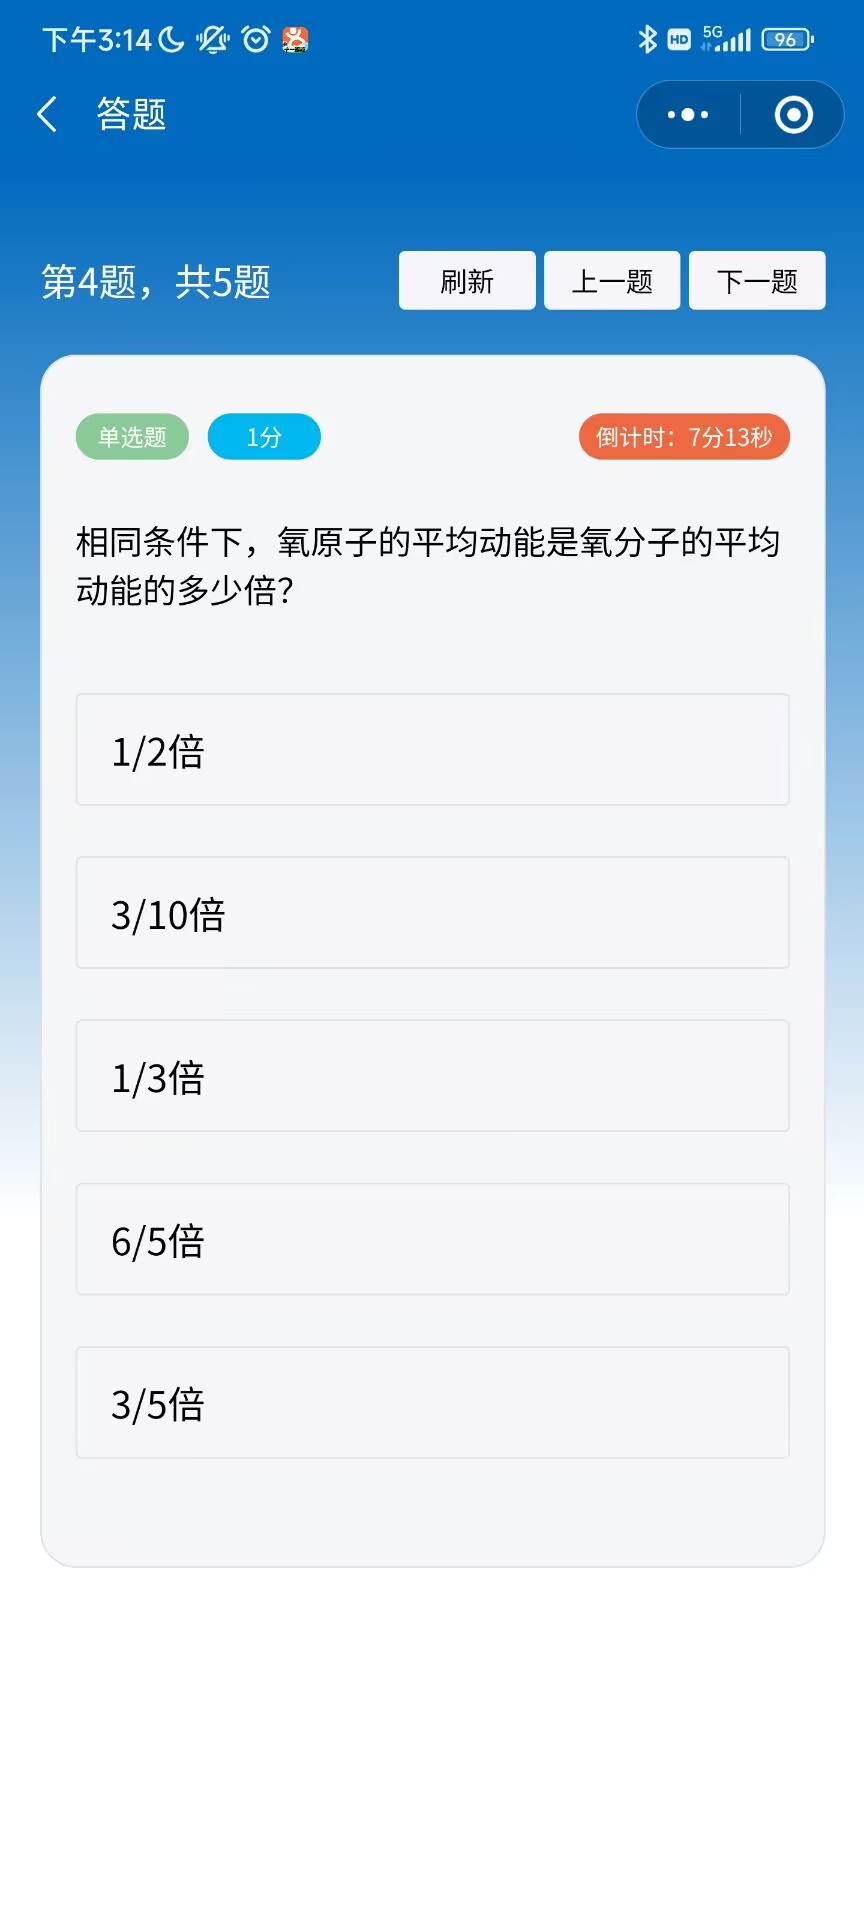 下午3:14
HD 5G 96
答题
第4题，共5题 刷新 上一题 下一题
单选题 1分 倒计时：7分13秒
相同条件下，氧原子的平均动能是氧分子的平均
动能的多少倍？
1/2倍
3/10倍
1/3倍
6/5倍
3/5倍